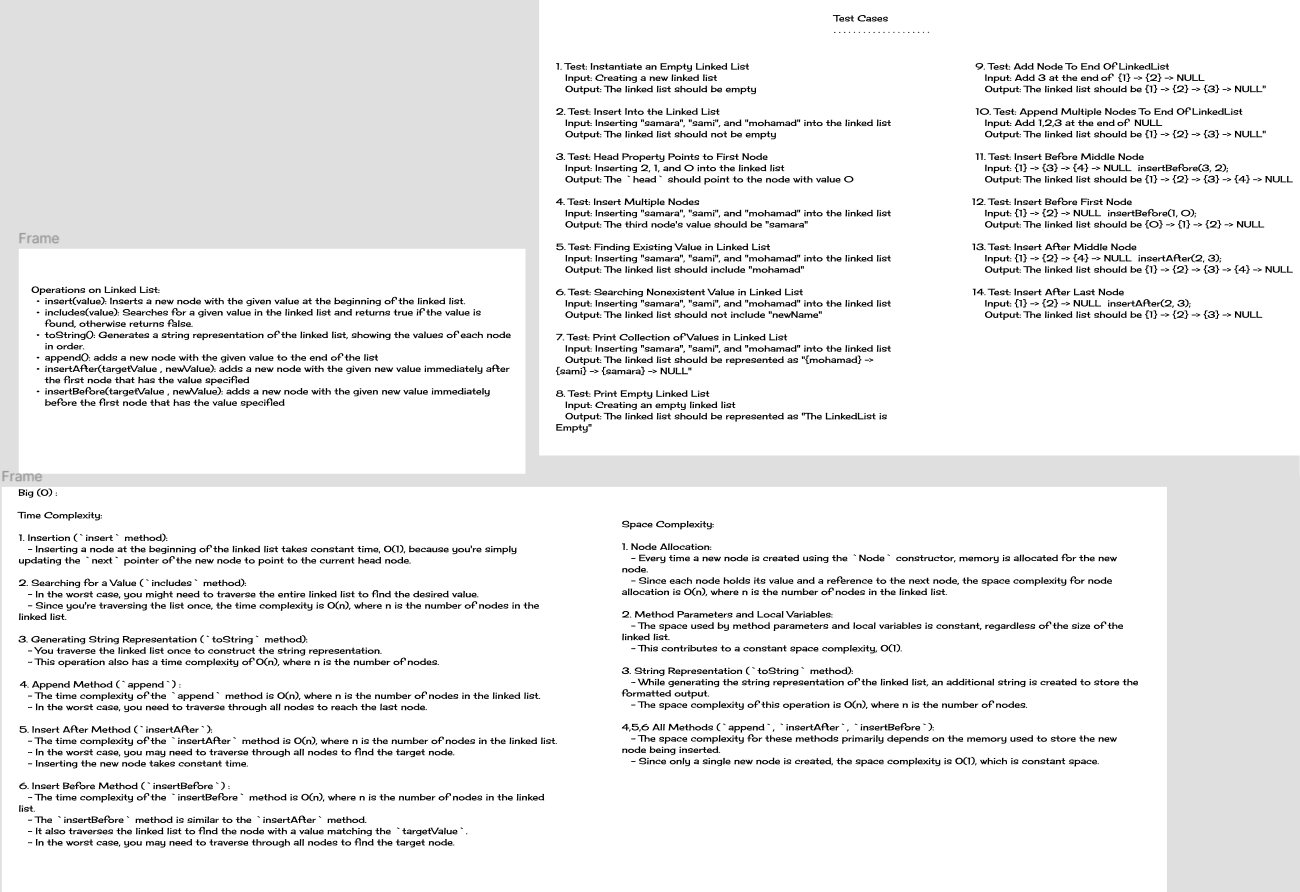 Test Cases
....................
1. Test: Instantiate an Empty Linked List
Input: Creating a new linked list
Output: The linked list should be empty
2. Test: Insert Into the Linked List
Input: Inserting "samara", "sami", and "mohamad" into the linked list
Output: The linked list should not be empty
3. Test: Head Property Points to First Node
Input: Inserting 2, 1, and 0 into the linked list
Output: The `head` should point to the node with value 0
4. Test: Insert Multiple Nodes
Input: Inserting "samara", "sami", and "mohamad" into the linked list
Output: The third node's value should be "samara"
5. Test: Finding Existing Value in Linked List
Input: Inserting "samara", "sami", and "mohamad" into the linked list
Output: The linked list should include "mohamad"
6. Test: Searching Nonexistent Value in Linked List
Input: Inserting "samara", "sami", and "mohamad" into the linked list
Output: The linked list should not include "newName"
7. Test: Print Collection of Values in Linked List
Input: Inserting "samara", "sami", and "mohamad" into the linked list
Output: The linked list should be represented as "{mohamad} ->
{sami} -> {samara} -> NULL"
8. Test: Print Empty Linked List
Input: Creating an empty linked list
Output: The linked list should be represented as "The LinkedList is
Empty"
9. Test: Add Node To End Of LinkedList
Input: Add 3 at the end of {1} -> {2} -> NULL
Output: The linked list should be {1} -> {2} -> {3} -> NULL"
10. Test: Append Multiple Nodes To End Of LinkedList
Input: Add 1,2,3 at the end of NULL
Output: The linked list should be {1} -> {2} -> {3} -> NULL"
11. Test: Insert Before Middle Node
Input: {1} -> {3} -> {4} -> NULL insertBefore(3, 2);
Output: The linked list should be {1} -> {2} -> {3} -> {4} -> NULL
12. Test: Insert Before First Node
Input: {1} -> {2} -> NULL insertBefore(1, 0);
Output: The linked list should be {0} -> {1} -> {2} -> NULL
13. Test: Insert After Middle Node
Input: {1} -> {2} -> {4} -> NULL insertAfter(2, 3);
Output: The linked list should be {1} -> {2} -> {3} -> {4} -> NULL
14. Test: Insert After Last Node
Input: {1} -> {2} -> NULL insertAfter(2, 3);
Output: The linked list should be {1} -> {2} -> {3} -> NULL
Frame
Operations on Linked List:
• insert(value): Inserts a new node with the given value at the beginning of the linked list.
• includes(value): Searches for a given value in the linked list and returns true if the value is
found, otherwise returns false.
• toString(): Generates a string representation of the linked list, showing the values of each node
in order.
• append(): adds a new node with the given value to the end of the list
• insertAfter(targetValue , newValue): adds a new node with the given new value immediately after
the first node that has the value specified
• insertBefore(targetValue , newValue): adds a new node with the given new value immediately
before the first node that has the value specified
Frame
Big (O) :
Time Complexity:
1. Insertion (`insert` method):
- Inserting a node at the beginning of the linked list takes constant time, O(1), because you're simply
updating the `next` pointer of the new node to point to the current head node.
2. Searching for a Value (`includes` method):
- In the worst case, you might need to traverse the entire linked list to find the desired value.
- Since you're traversing the list once, the time complexity is O(n), where n is the number of nodes in the
linked list.
3. Generating String Representation (`toString` method):
- You traverse the linked list once to construct the string representation.
- This operation also has a time complexity of O(n), where n is the number of nodes.
4. Append Method (`append`) :
- The time complexity of the `append` method is O(n), where n is the number of nodes in the linked list.
- In the worst case, you need to traverse through all nodes to reach the last node.
5. Insert After Method (`insertAfter`):
- The time complexity of the `insertAfter` method is O(n), where n is the number of nodes in the linked list.
- In the worst case, you may need to traverse through all nodes to find the target node.
- Inserting the new node takes constant time.
6. Insert Before Method (`insertBefore`) :
- The time complexity of the `insertBefore` method is O(n), where n is the number of nodes in the linked
list.
- The `insertBefore` method is similar to the `insertAfter` method.
- It also traverses the linked list to find the node with a value matching the `targetValue`.
- In the worst case, you may need to traverse through all nodes to find the target node.
Space Complexity:
1. Node Allocation:
- Every time a new node is created using the `Node` constructor, memory is allocated for the new
node.
- Since each node holds its value and a reference to the next node, the space complexity for node
allocation is O(n), where n is the number of nodes in the linked list.
2. Method Parameters and Local Variables:
- The space used by method parameters and local variables is constant, regardless of the size of the
linked list.
- This contributes to a constant space complexity, O(1).
3. String Representation (`toString` method):
- While generating the string representation of the linked list, an additional string is created to store the
formatted output.
- The space complexity of this operation is O(n), where n is the number of nodes.
4,5,6 All Methods (`append`, `insertAfter`, `insertBefore`):
- The space complexity for these methods primarily depends on the memory used to store the new
node being inserted.
- Since only a single new node is created, the space complexity is O(1), which is constant space.